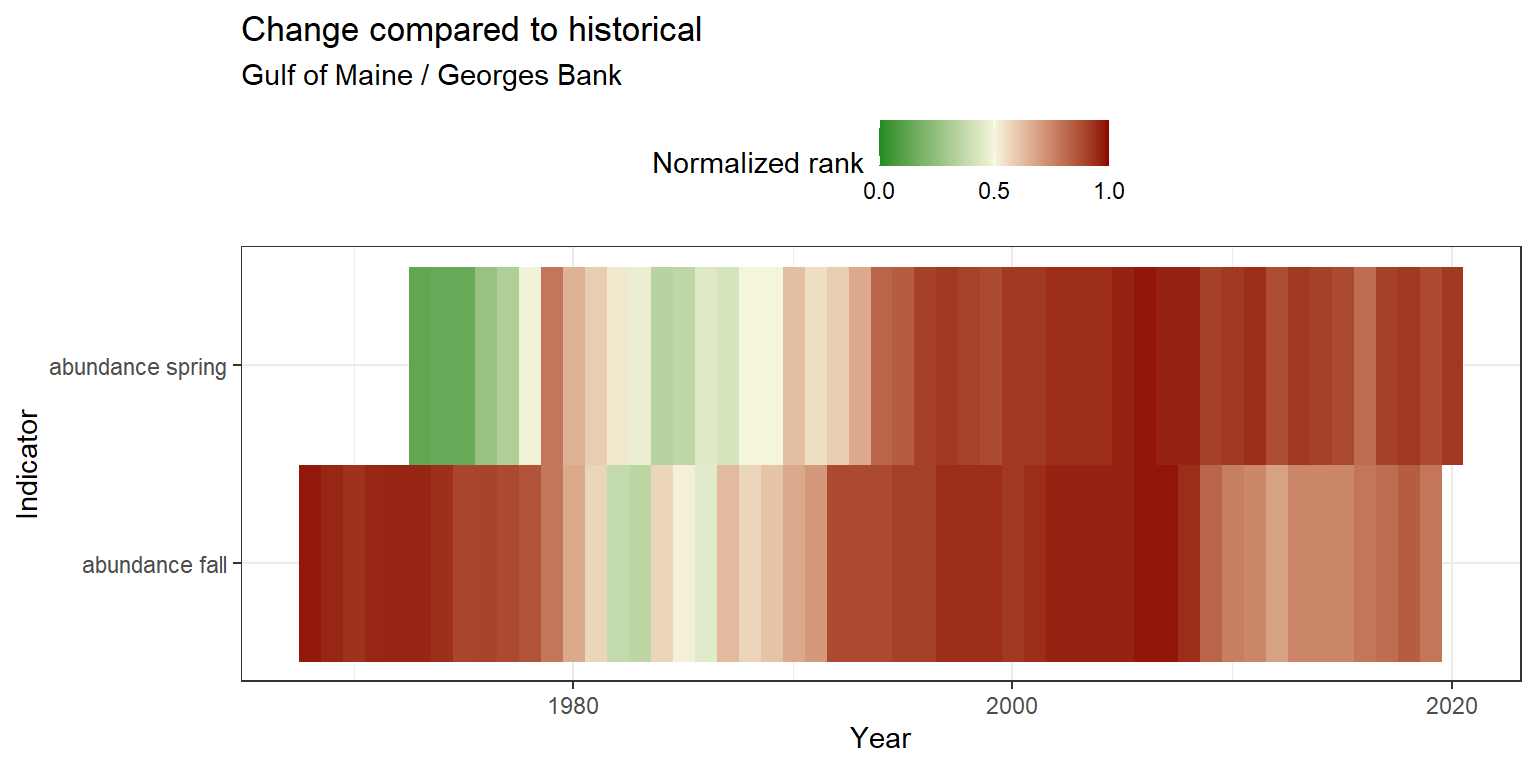 Change compared to historical
Gulf of Maine / Georges Bank
Normalized rank
0.0 0.5 1.0
abundance spring
abundance fall
Indicator
1980 2000 2020
Year